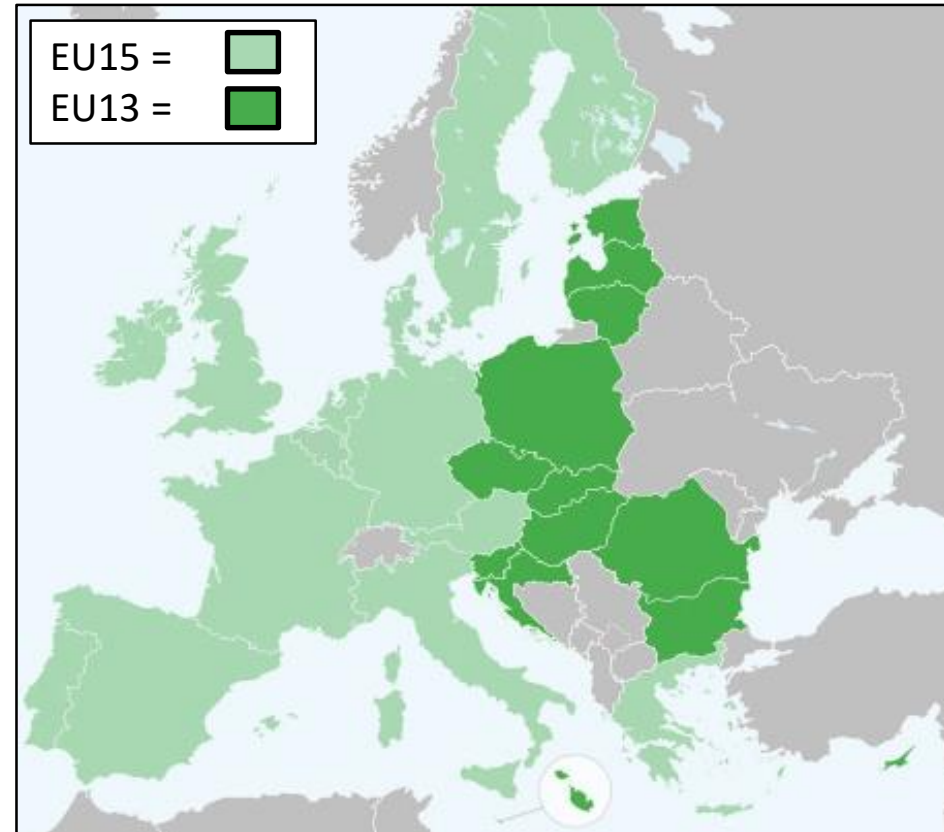 EU15 =
EU13 =